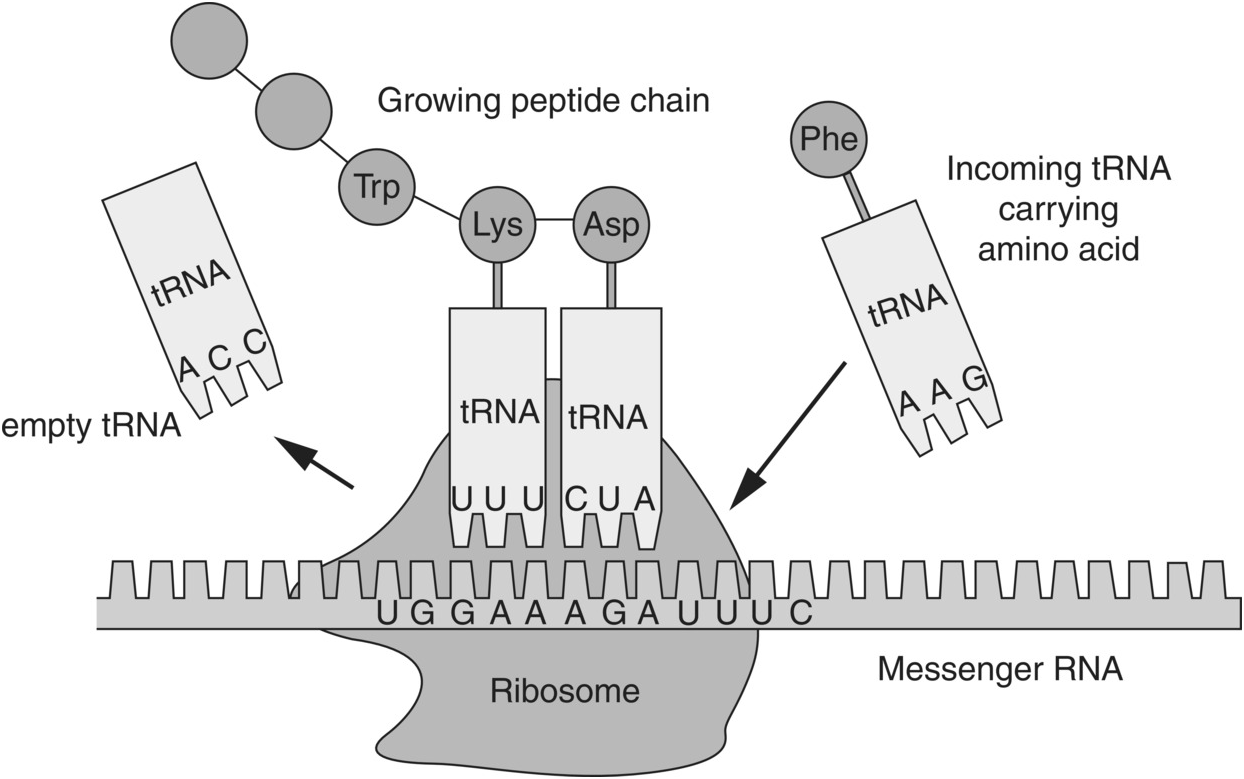 Growing peptide chain
Phe
Incoming tRNA
carrying
amino acid
Trp
Lys
Asp
tRNA
A C C
empty tRNA
tRNA
U U U
tRNA
C U A
tRNA
A A G
U G G A A A G A U U U C
Messenger RNA
Ribosome